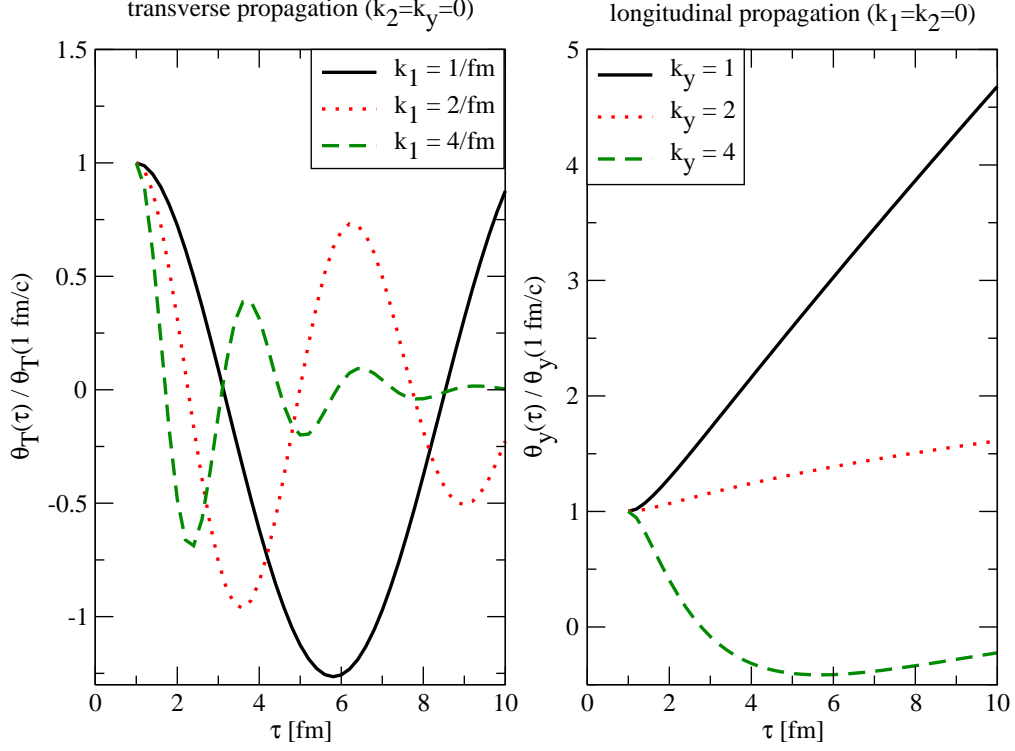 transverse propagation (k2=ky=0)
1.5
1
0.5
0
-0.5
-1
0
2
4
6
8
10
τ [fm]
θT(τ) / θT(1 fm/c)
k1 = 1/fm
k1 = 2/fm
k1 = 4/fm
longitudinal propagation (k1=k2=0)
5
4
3
2
1
0
0
2
4
6
8
10
τ [fm]
θy(τ) / θy(1 fm/c)
ky = 1
ky = 2
ky = 4